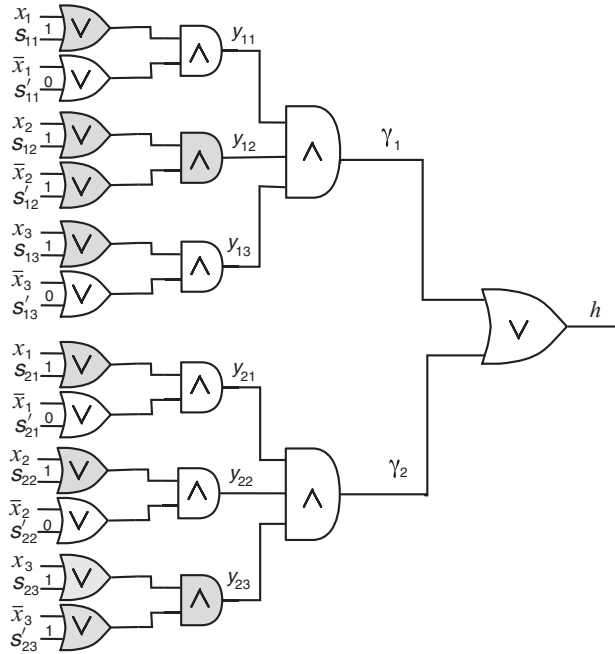 x₁
s₁₁ 1
∨
x̄₁
s′₁₁ 0
∨
∧
y₁₁
x₂
s₁₂ 1
∨
x̄₂
s′₁₂ 1
∨
∧
y₁₂
x₃
s₁₃ 1
∨
x̄₃
s′₁₃ 0
∨
∧
y₁₃
∧
γ₁
x₁
s₂₁ 1
∨
x̄₁
s′₂₁ 0
∨
∧
y₂₁
x₂
s₂₂ 1
∨
x̄₂
s′₂₂ 0
∨
∧
y₂₂
x₃
s₂₃ 1
∨
x̄₃
s′₂₃ 1
∨
∧
y₂₃
∧
γ₂
∨
h